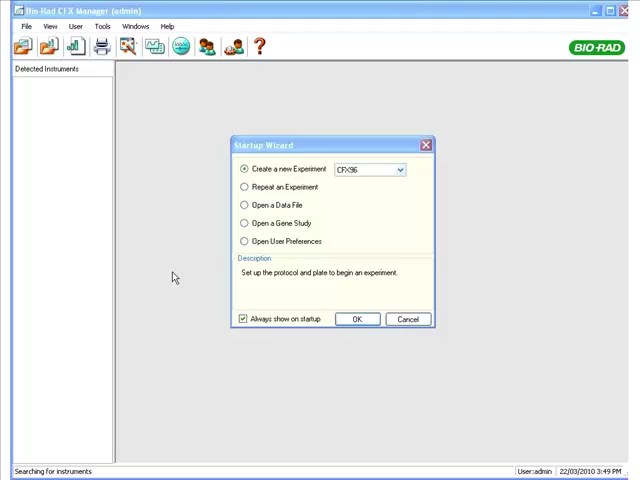 Bio-Rad CFX Manager (admin)
File View User Tools Windows Help
BIO-RAD
Detected Instruments
Startup Wizard
Create a new Experiment CFX96
Repeat an Experiment
Open a Data File
Open a Gene Study
Open User Preferences
Description
Set up the protocol and plate to begin an experiment.
Always show on startup OK Cancel
Searching for instruments User:admin 22/03/2010 3:49 PM